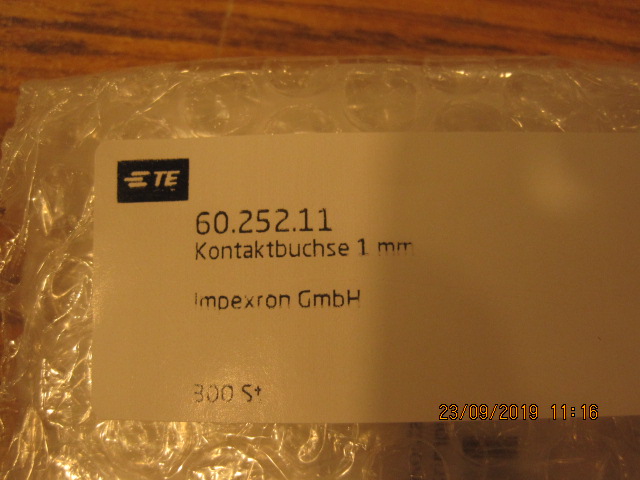 TE
60.252.11
Kontaktbuchse 1 mm
Impexron GmbH
300 St
23/09/2019 11:16